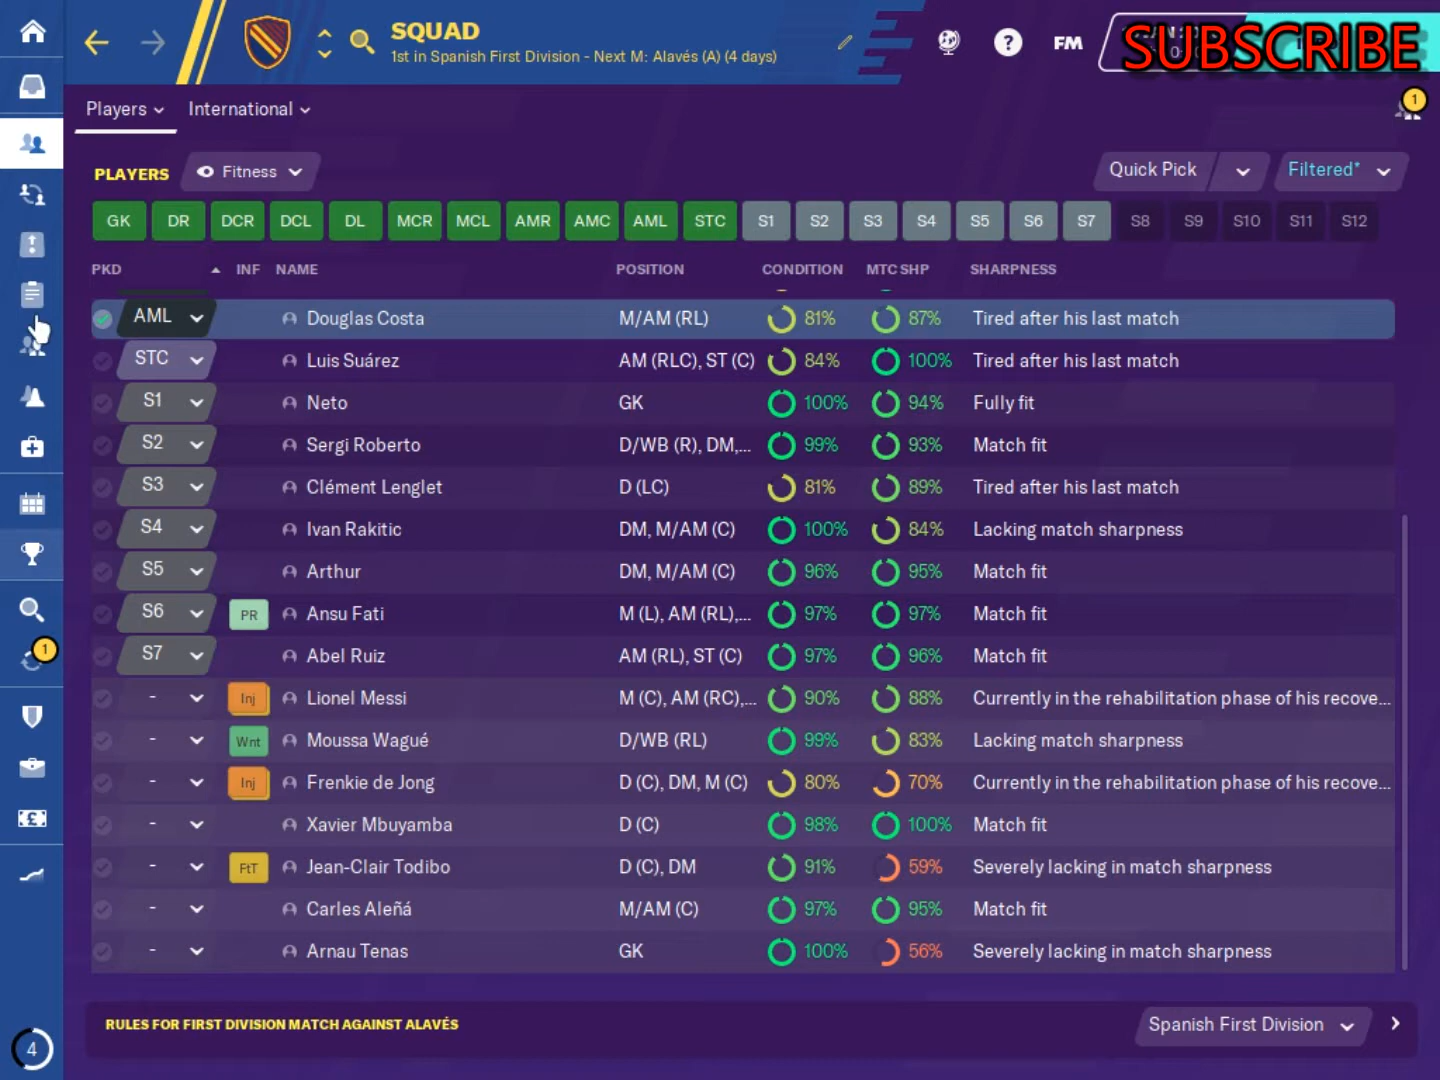 SQUAD
1st in Spanish First Division - Next M: Alavés (A) (4 days)
?
FM
SUBSCRIBE
Players
International
1
PLAYERS
Fitness
Quick Pick
Filtered*
GK DR DCR DCL DL MCR MCL AMR AMC AML STC S1 S2 S3 S4 S5 S6 S7 S8 S9 S10 S11 S12
PKD INF NAME POSITION CONDITION MTC SHP SHARPNESS
AML Douglas Costa M/AM (RL) 81% 87% Tired after his last match
STC Luis Suárez AM (RLC), ST (C) 84% 100% Tired after his last match
S1 Neto GK 100% 94% Fully fit
S2 Sergi Roberto D/WB (R), DM,... 99% 93% Match fit
S3 Clément Lenglet D (LC) 81% 89% Tired after his last match
S4 Ivan Rakitic DM, M/AM (C) 100% 84% Lacking match sharpness
S5 Arthur DM, M/AM (C) 96% 95% Match fit
S6 PR Ansu Fati M (L), AM (RL),... 97% 97% Match fit
S7 Abel Ruiz AM (RL), ST (C) 97% 96% Match fit
- Inj Lionel Messi M (C), AM (RC),... 90% 88% Currently in the rehabilitation phase of his recove...
- Wnt Moussa Wagué D/WB (RL) 99% 83% Lacking match sharpness
- Inj Frenkie de Jong D (C), DM, M (C) 80% 70% Currently in the rehabilitation phase of his recove...
- Xavier Mbuyamba D (C) 98% 100% Match fit
- FtT Jean-Clair Todibo D (C), DM 91% 59% Severely lacking in match sharpness
- Carles Aleñá M/AM (C) 97% 95% Match fit
- Arnau Tenas GK 100% 56% Severely lacking in match sharpness
1
RULES FOR FIRST DIVISION MATCH AGAINST ALAVÉS
Spanish First Division
4